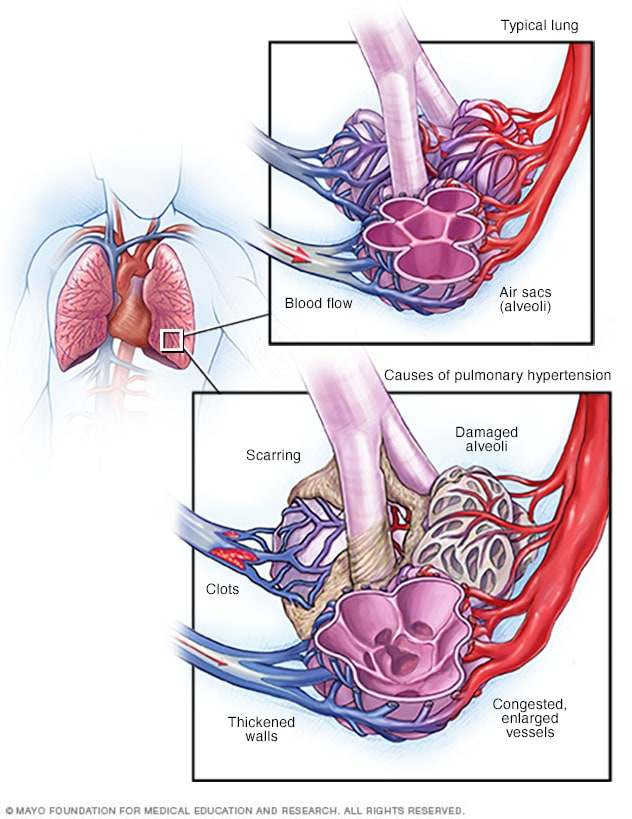 Typical lung
Blood flow
Air sacs
(alveoli)
Causes of pulmonary hypertension
Scarring
Damaged
alveoli
Clots
Thickened
walls
Congested,
enlarged
vessels
© MAYO FOUNDATION FOR MEDICAL EDUCATION AND RESEARCH. ALL RIGHTS RESERVED.